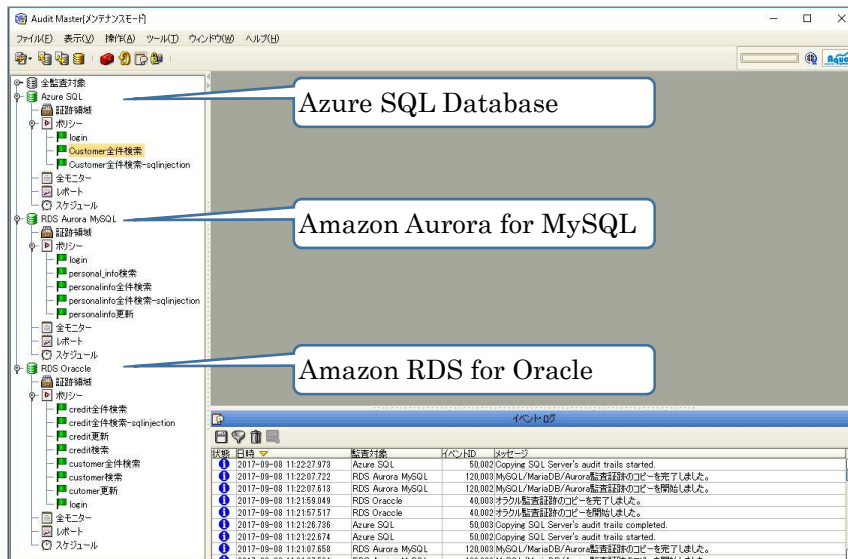 Audit Master[メンテナンスモード]
ファイル(F) 表示(V) 操作(A) ツール(T) ウィンドウ(W) ヘルプ(H)
全監査対象
Azure SQL
証跡領域
ポリシー
login
Customer全件検索
Customer全件検索-sqlinjection
全モニター
レポート
スケジュール
RDS Aurora MySQL
証跡領域
ポリシー
login
personal_info検索
personalinfo全件検索
personalinfo全件検索-sqlinjection
personalinfo更新
全モニター
レポート
スケジュール
RDS Oraccle
証跡領域
ポリシー
credit全件検索
credit全件検索-sqlinjection
credit更新
credit検索
customer全件検索
customer検索
cutomer更新
login
全モニター
レポート
スケジュール
Azure SQL Database
Amazon Aurora for MySQL
Amazon RDS for Oracle
イベント・ログ
状態 日時 監査対象 イベントID メッセージ
2017-09-08 11:22:27.973 Azure SQL 50,002 Copying SQL Server's audit trails started.
2017-09-08 11:22:07.722 RDS Aurora MySQL 120,003 MySQL/MariaDB/Aurora監査証跡のコピーを完了しました。
2017-09-08 11:22:07.613 RDS Aurora MySQL 120,002 MySQL/MariaDB/Aurora監査証跡のコピーを開始しました。
2017-09-08 11:21:59.049 RDS Oraccle 40,003 オラクル監査証跡のコピーを完了しました。
2017-09-08 11:21:57.517 RDS Oraccle 40,002 オラクル監査証跡のコピーを開始しました。
2017-09-08 11:21:26.736 Azure SQL 50,003 Copying SQL Server's audit trails completed.
2017-09-08 11:21:22.674 Azure SQL 50,002 Copying SQL Server's audit trails started.
2017-09-08 11:21:07.658 RDS Aurora MySQL 120,003 MySQL/MariaDB/Aurora監査証跡のコピーを完了しました。